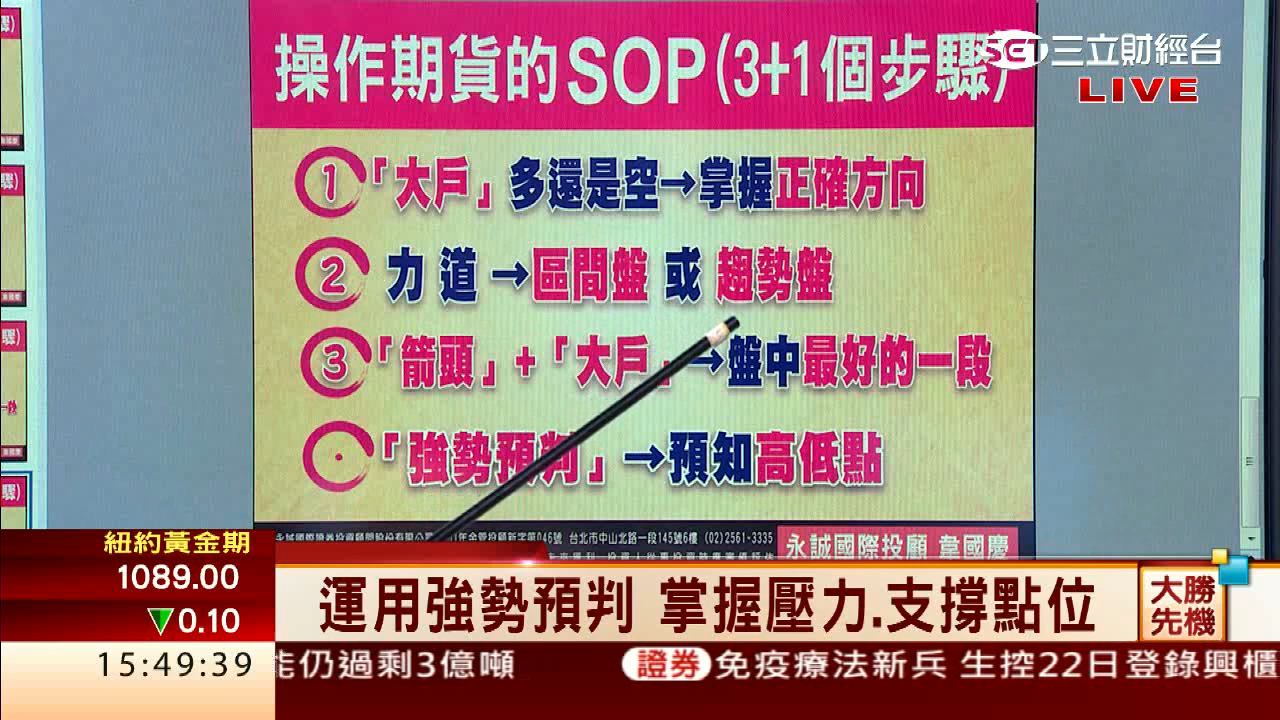 操作期貨的SOP(3+1個步驟)
三立財經台
LIVE
1「大戶」多還是空→掌握正確方向
2 力道→區間盤 或 趨勢盤
3「箭頭」+「大戶」→盤中最好的一段
「強勢預判」→預知高低點
台北市中山北路一段145號6樓 (02)2561-3335
永誠國際投顧 韋國慶
紐約黃金期
1089.00
▼0.10
運用強勢預判 掌握壓力.支撐點位
大勝
先機
15:49:39
能仍過剩3億噸 證券 免疫療法新兵 生控22日登錄興櫃